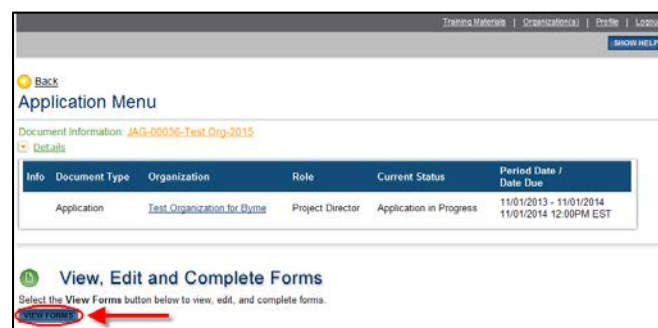 Training Materials | Organization(s) | Profile | Logout
SHOW HELP
Back
Application Menu
Document Information: JAG-00036-Test Org-2015
Details
Info Document Type Organization Role Current Status Period Date / Date Due
Application Test Organization for Byrne Project Director Application in Progress 11/01/2013 - 11/01/2014
11/01/2014 12:00PM EST
View, Edit and Complete Forms
Select the View Forms button below to view, edit, and complete forms.
VIEW FORMS